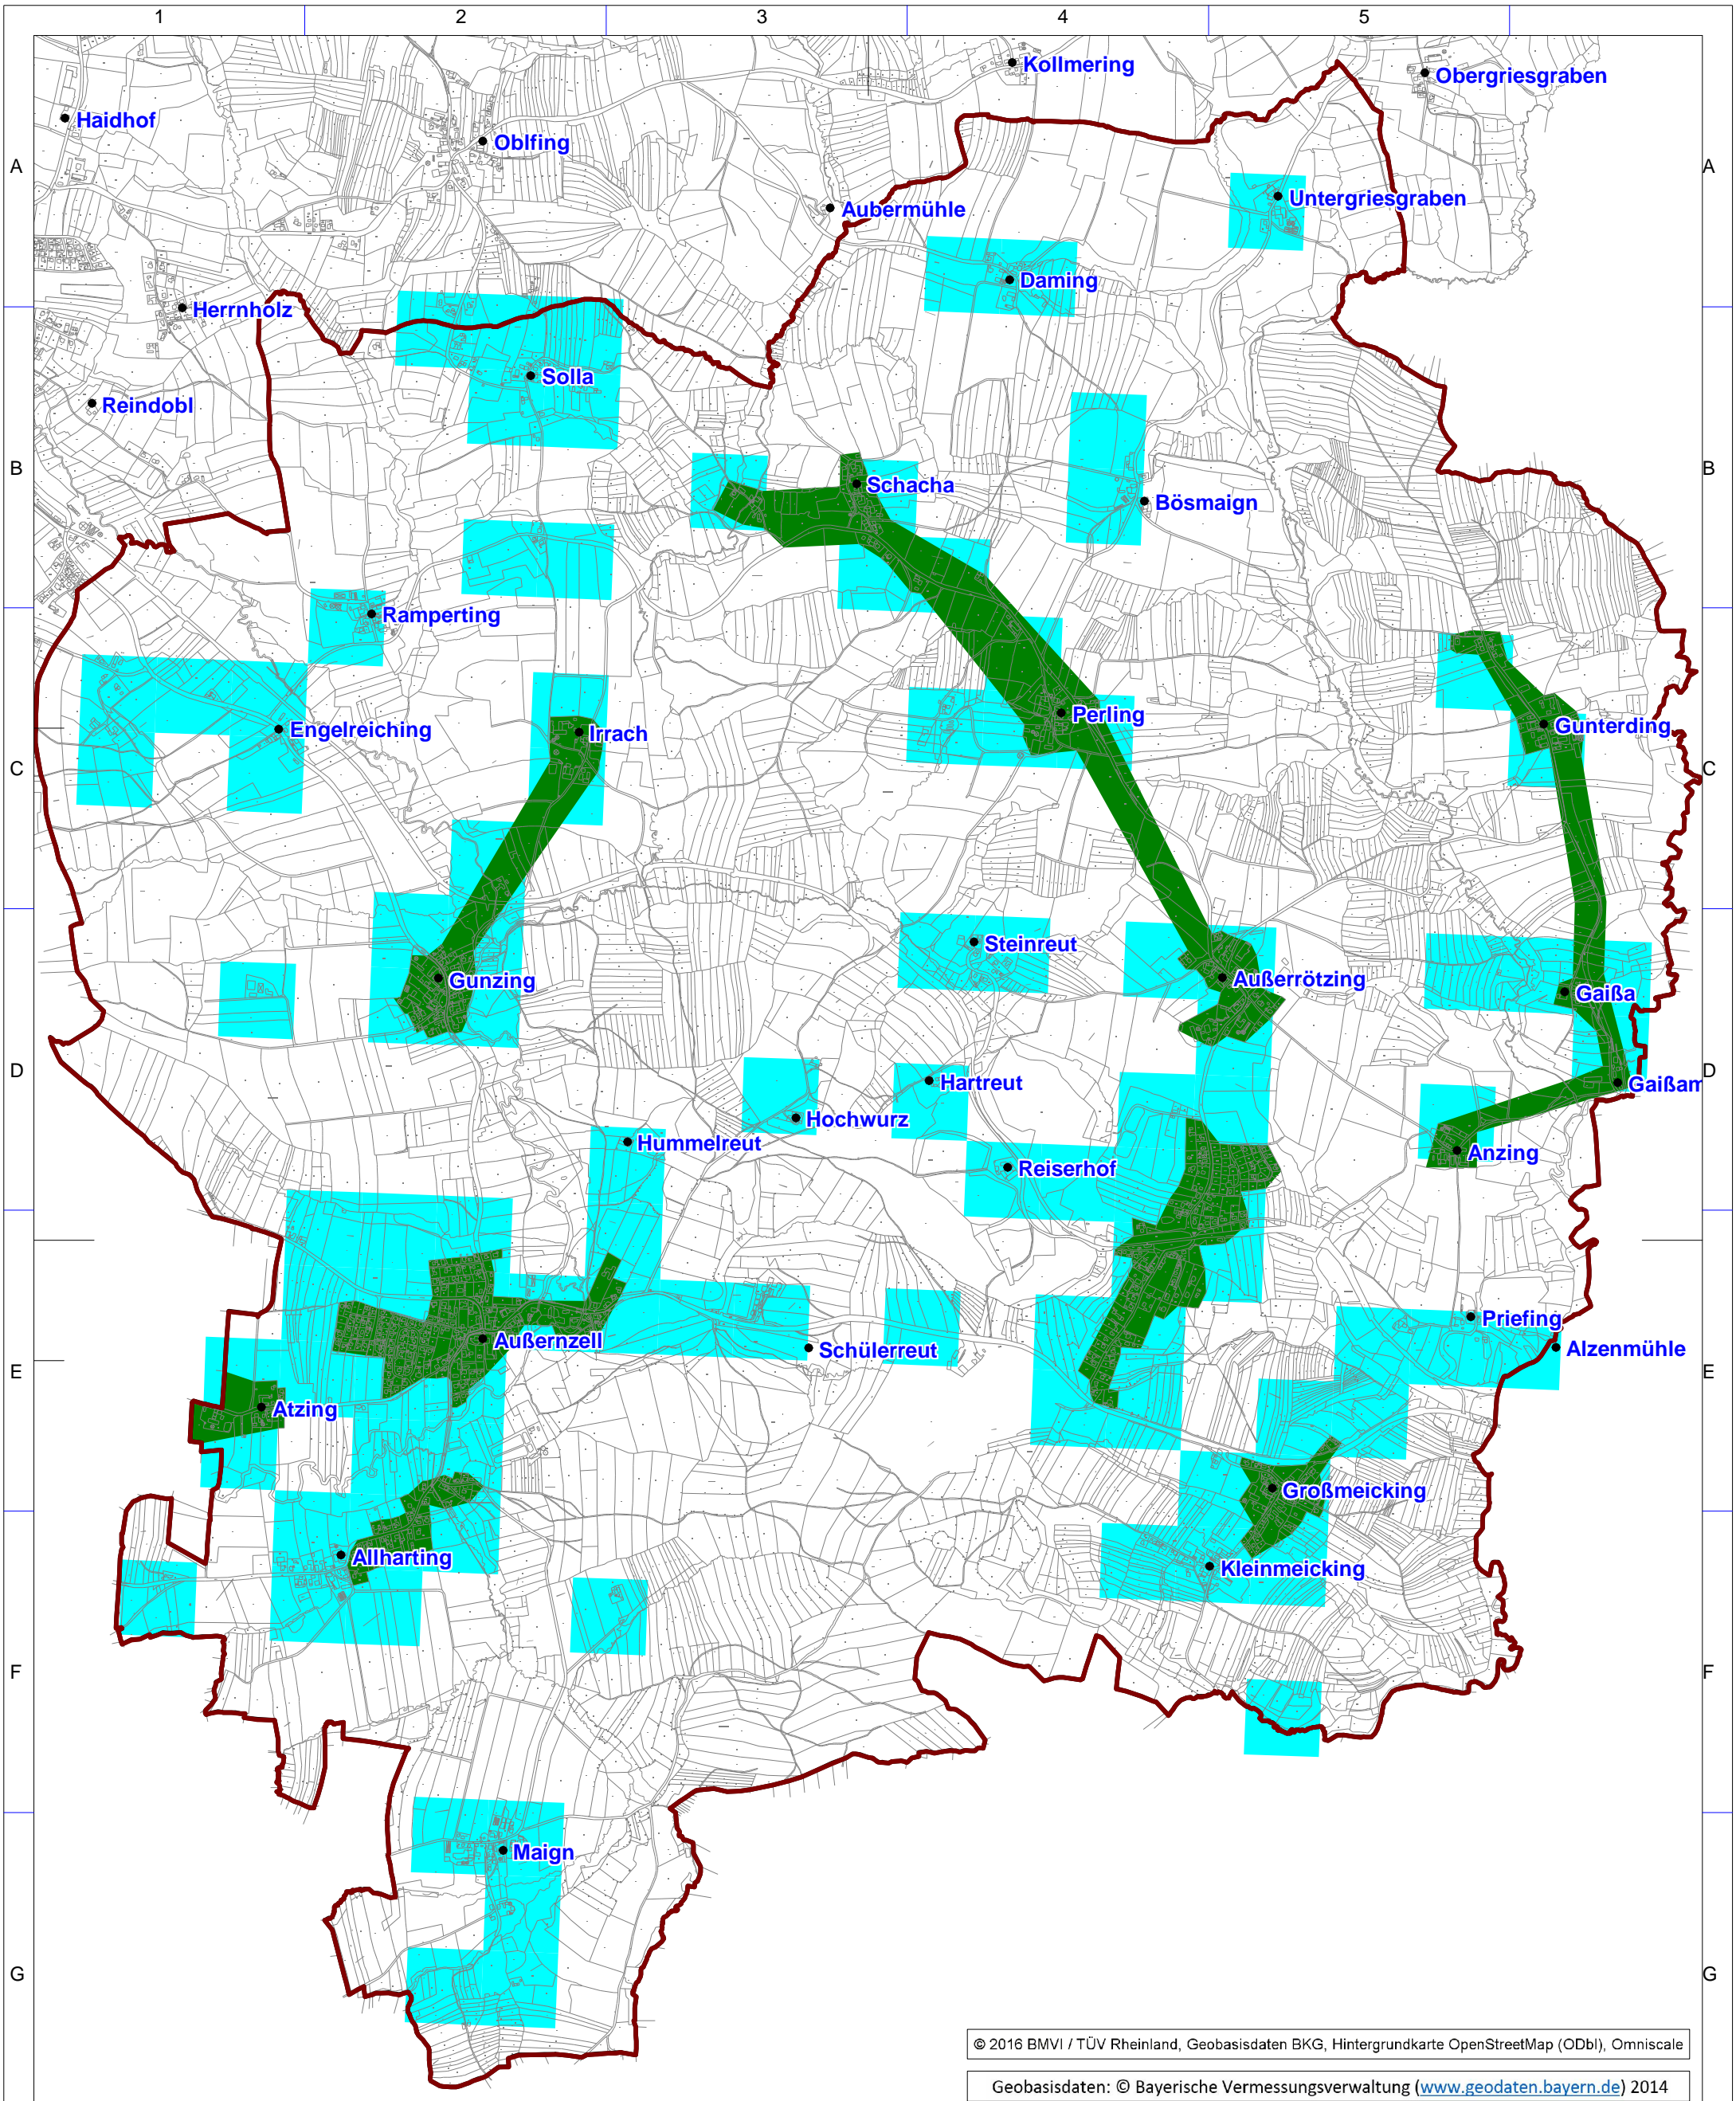 1 2 3 4 5
Kollmering
Obergriesgraben
Haidhof
Oblfing
A A
Untergriesgraben
Aubermühle
Daming
Herrnholz
Solla
Reindobl
B B
Schacha
Bösmaign
Ramperting
Perling
Gunterding
Engelreiching
Irrach
C C
Steinreut
Gunzing
Außerrötzing
Gaißa
D D
Hartreut
Gaißam
Hochwurz
Hummelreut
Anzing
Reiserhof
Priefing
Außernzell
Schülerreut
Alzenmühle
E E
Atzing
Großmeicking
Allharting
Kleinmeicking
F F
Maign
G G
© 2016 BMVI / TÜV Rheinland, Geobasisdaten BKG, Hintergrundkarte OpenStreetMap (ODbl), Omniscale
Geobasisdaten: © Bayerische Vermessungsverwaltung (www.geodaten.bayern.de) 2014